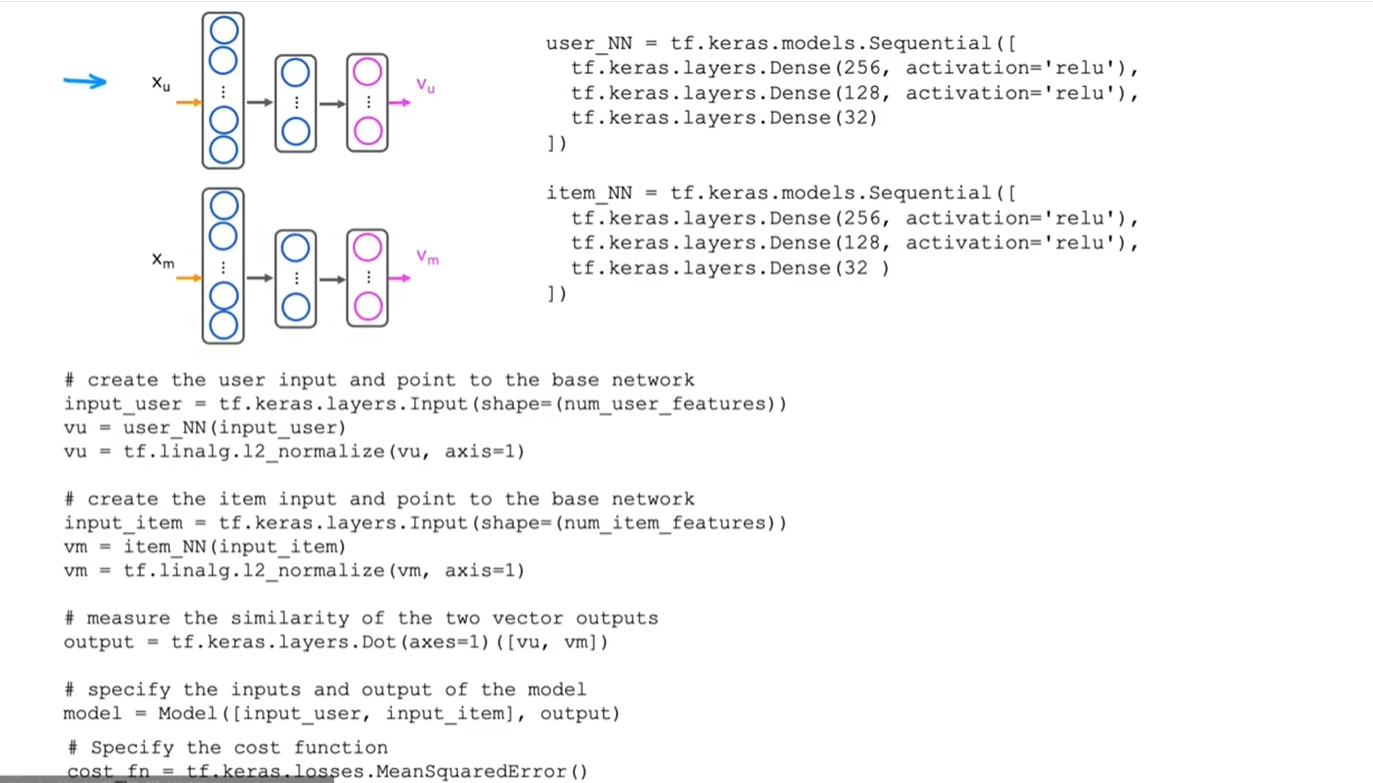 Xu
Vu
Xm
Vm
user_NN = tf.keras.models.Sequential([
  tf.keras.layers.Dense(256, activation='relu'),
  tf.keras.layers.Dense(128, activation='relu'),
  tf.keras.layers.Dense(32)
])
item_NN = tf.keras.models.Sequential([
  tf.keras.layers.Dense(256, activation='relu'),
  tf.keras.layers.Dense(128, activation='relu'),
  tf.keras.layers.Dense(32 )
])
# create the user input and point to the base network
input_user = tf.keras.layers.Input(shape=(num_user_features))
vu = user_NN(input_user)
vu = tf.linalg.l2_normalize(vu, axis=1)
# create the item input and point to the base network
input_item = tf.keras.layers.Input(shape=(num_item_features))
vm = item_NN(input_item)
vm = tf.linalg.l2_normalize(vm, axis=1)
# measure the similarity of the two vector outputs
output = tf.keras.layers.Dot(axes=1)([vu, vm])
# specify the inputs and output of the model
model = Model([input_user, input_item], output)
# Specify the cost function
cost_fn = tf.keras.losses.MeanSquaredError()